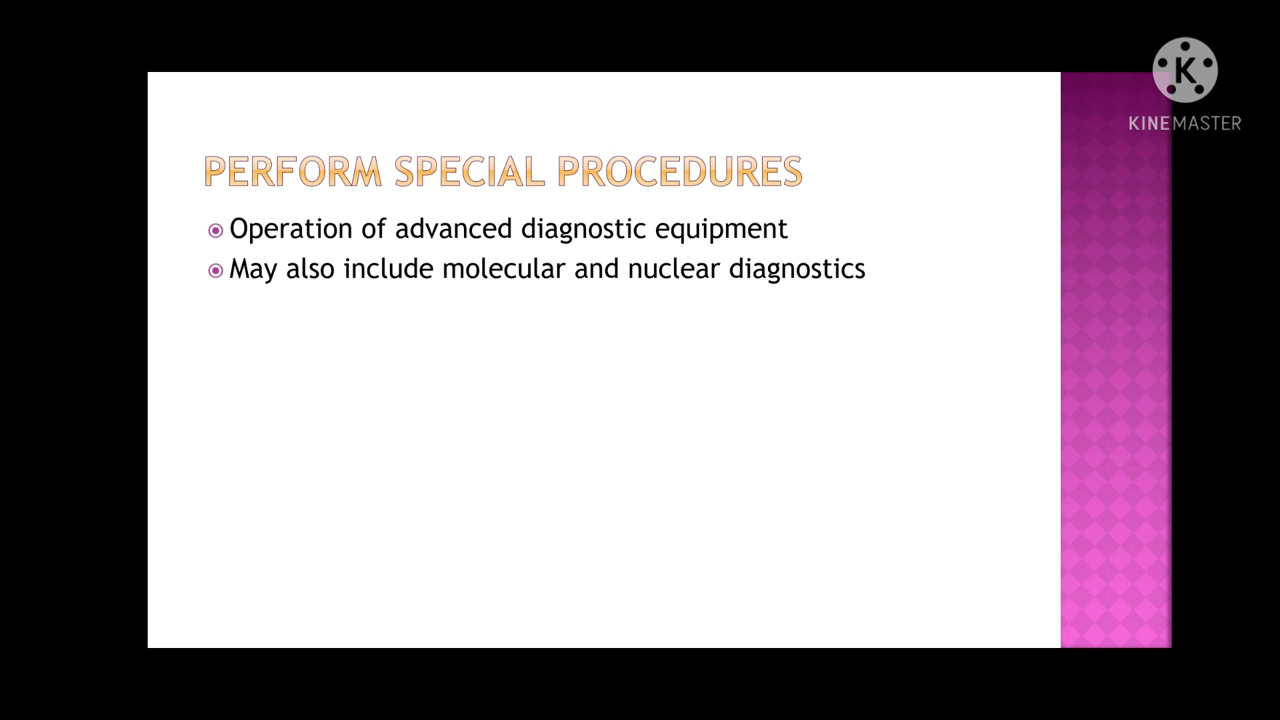 K
KINEMASTER
PERFORM SPECIAL PROCEDURES
Operation of advanced diagnostic equipment
May also include molecular and nuclear diagnostics